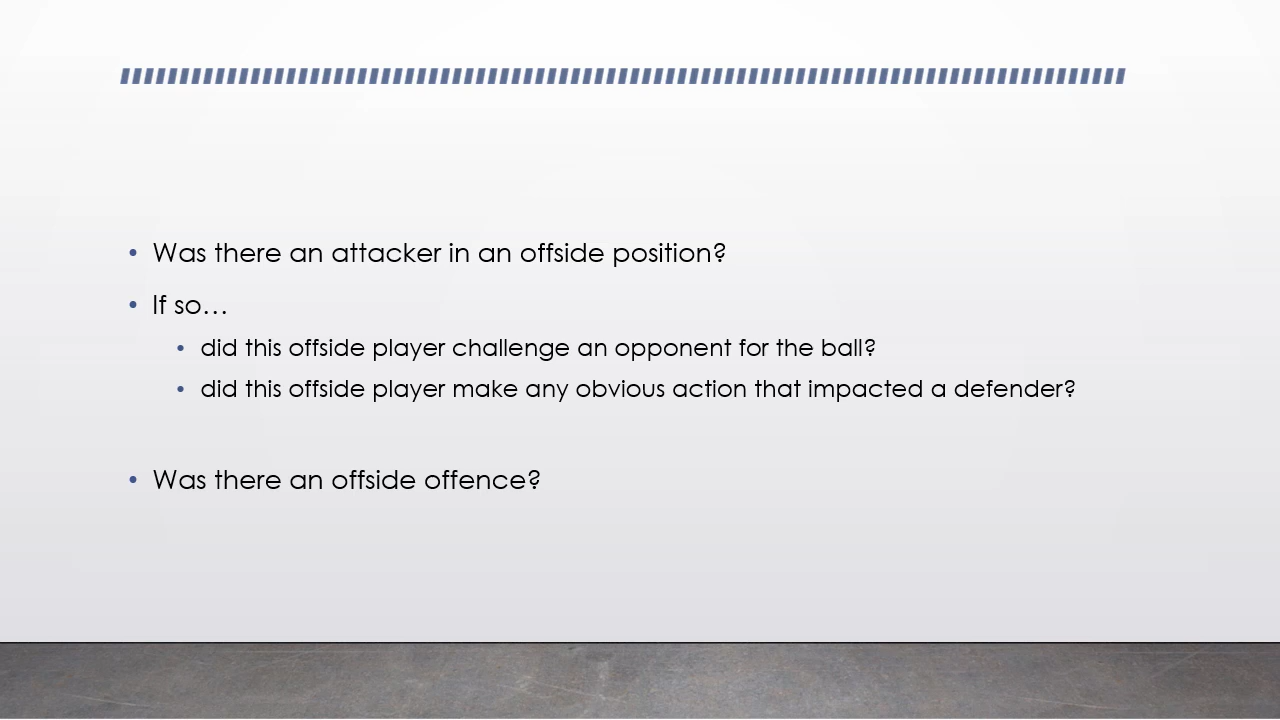 • Was there an attacker in an offside position?
• If so…
• did this offside player challenge an opponent for the ball?
• did this offside player make any obvious action that impacted a defender?
• Was there an offside offence?